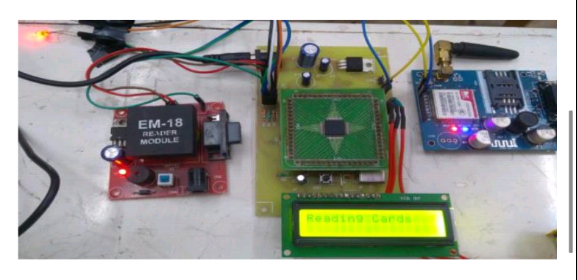 EM-18
READER
MODULE
Reading Cards